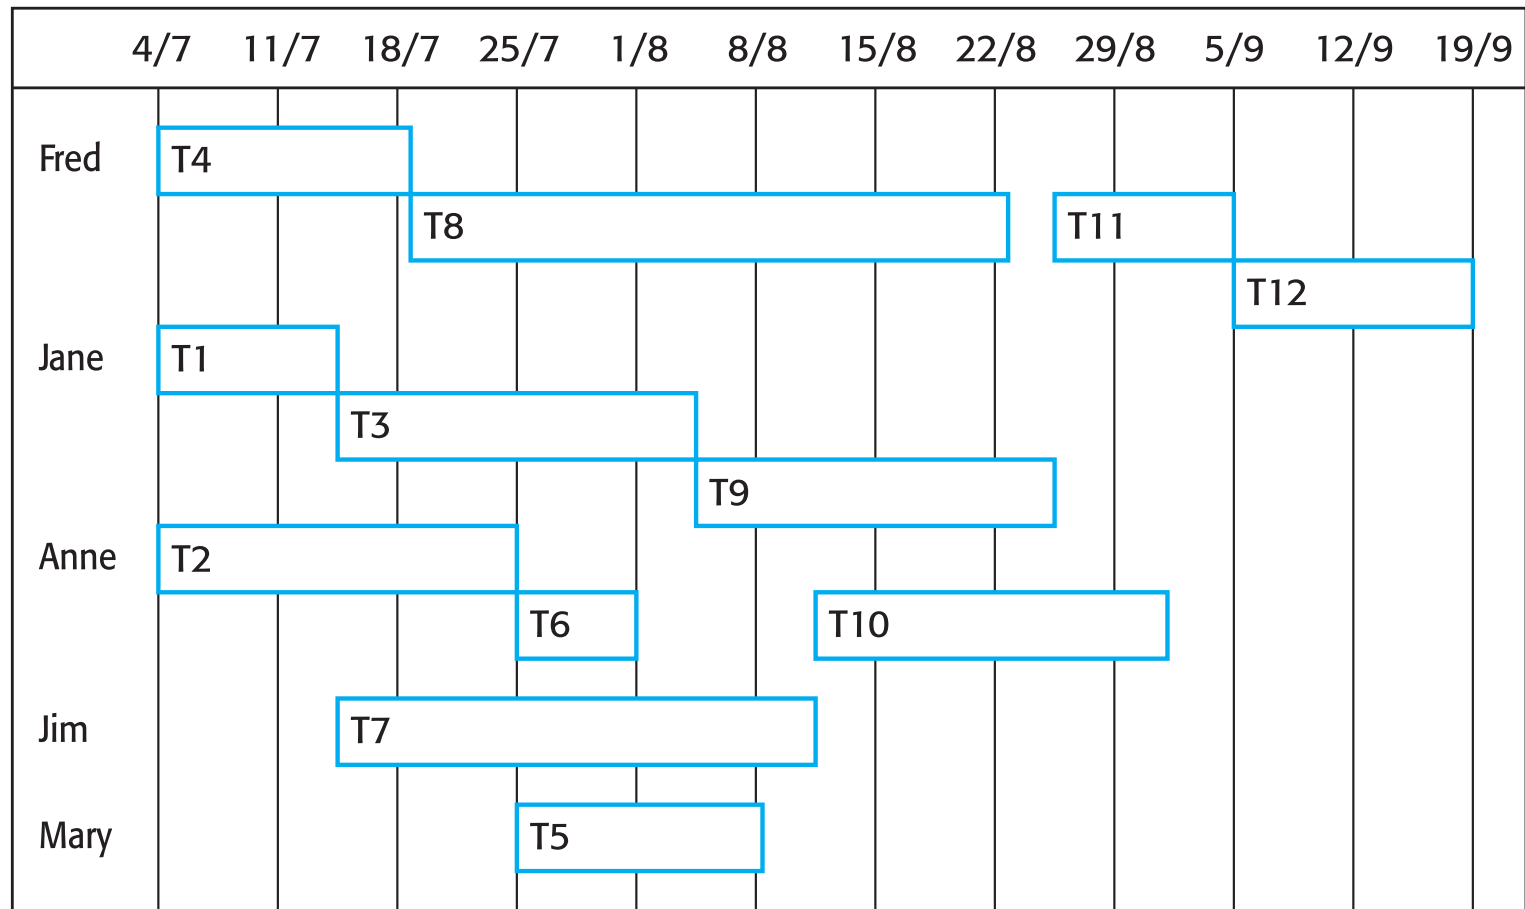 4/7 11/7 18/7 25/7 1/8 8/8 15/8 22/8 29/8 5/9 12/9 19/9
Fred T4
T8 T11
T12
Jane T1
T3
T9
Anne T2
T6 T10
Jim T7
Mary T5